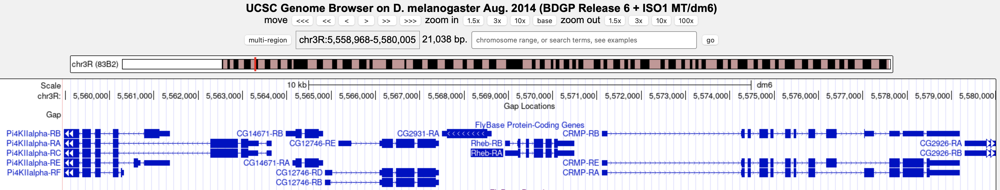 UCSC Genome Browser on D. melanogaster Aug. 2014 (BDGP Release 6 + ISO1 MT/dm6)
move <<< << < > >> >>> zoom in 1.5x 3x 10x base zoom out 1.5x 3x 10x 100x
multi-region chr3R:5,558,968-5,580,005 21,038 bp. chromosome range, or search terms, see examples go
chr3R (83B2)
Scale 10 kb dm6
chr3R: 5,560,000 5,561,000 5,562,000 5,563,000 5,564,000 5,565,000 5,566,000 5,567,000 5,568,000 5,569,000 5,570,000 5,571,000 5,572,000 5,573,000 5,574,000 5,575,000 5,576,000 5,577,000 5,578,000 5,579,000 5,580,000
Gap Locations
Gap
FlyBase Protein-Coding Genes
Pi4KIIalpha-RB CG14671-RB CG2931-RA CRMP-RB
Pi4KIIalpha-RA CG12746-RE Rheb-RB CG2926-RA
Pi4KIIalpha-RC Rheb-RA CG2926-RB
Pi4KIIalpha-RE CG14671-RA CRMP-RE
Pi4KIIalpha-RF CG12746-RD CRMP-RA
CG12746-RB